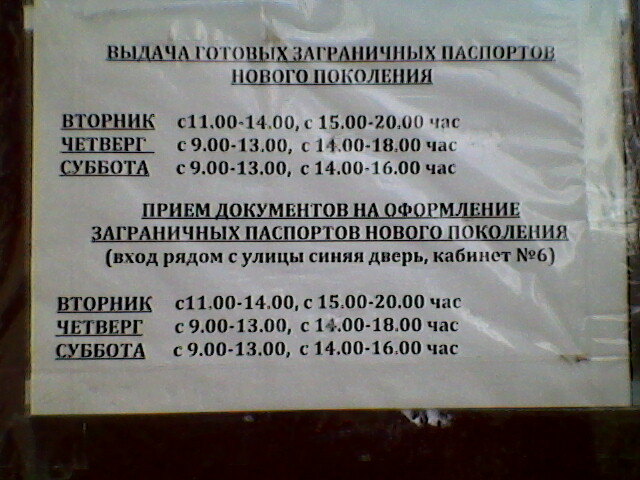 ВЫДАЧА ГОТОВЫХ ЗАГРАНИЧНЫХ ПАСПОРТОВ
НОВОГО ПОКОЛЕНИЯ
ВТОРНИК с11.00-14.00, с 15.00-20.00 час
ЧЕТВЕРГ с 9.00-13.00, с 14.00-18.00 час
СУББОТА с 9.00-13.00, с 14.00-16.00 час
ПРИЕМ ДОКУМЕНТОВ НА ОФОРМЛЕНИЕ
ЗАГРАНИЧНЫХ ПАСПОРТОВ НОВОГО ПОКОЛЕНИЯ
(вход рядом с улицы синяя дверь, кабинет №6)
ВТОРНИК с11.00-14.00, с 15.00-20.00 час
ЧЕТВЕРГ с 9.00-13.00, с 14.00-18.00 час
СУББОТА с 9.00-13.00, с 14.00-16.00 час